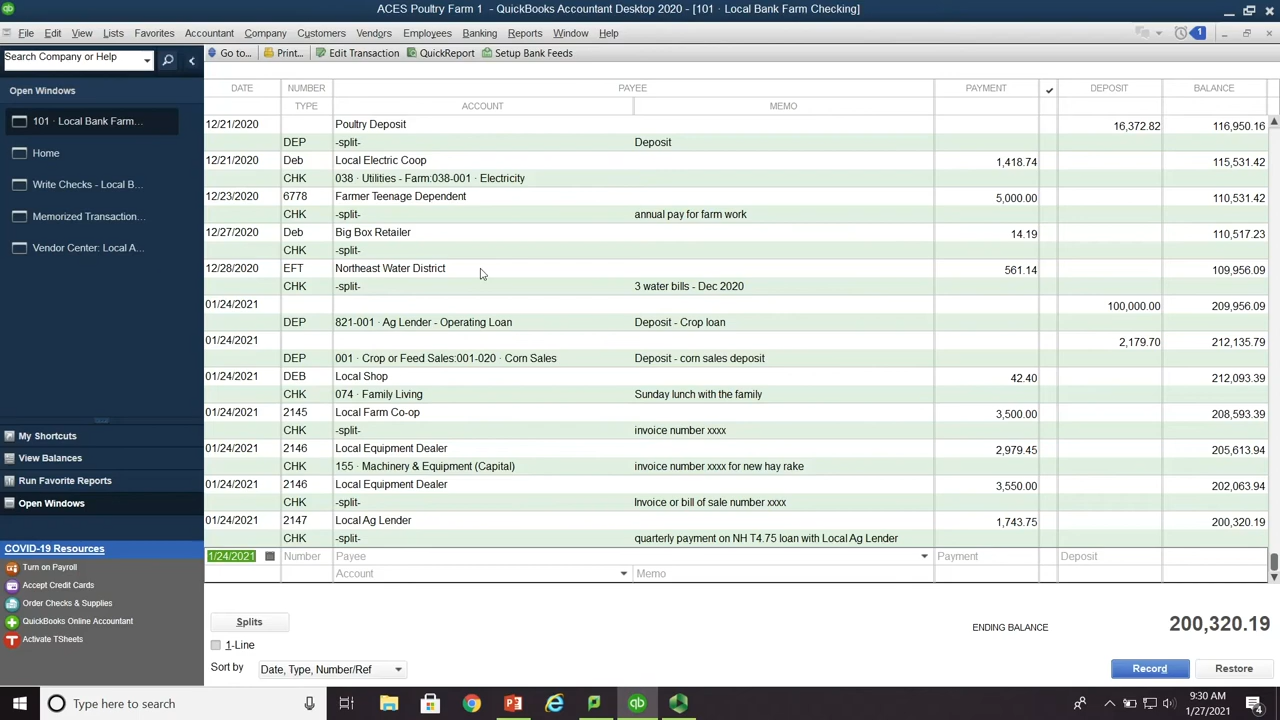 ACES Poultry Farm 1 - QuickBooks Accountant Desktop 2020 - [101 · Local Bank Farm Checking]
File Edit View Lists Favorites Accountant Company Customers Vendors Employees Banking Reports Window Help 1
Search Company or Help
Go to... Print... Edit Transaction QuickReport Setup Bank Feeds
Open Windows
101 · Local Bank Farm...
Home
Write Checks - Local B...
Memorized Transaction...
Vendor Center: Local A...
My Shortcuts
View Balances
Run Favorite Reports
Open Windows
COVID-19 Resources
Turn on Payroll
Accept Credit Cards
Order Checks & Supplies
QuickBooks Online Accountant
Activate TSheets
DATE NUMBER PAYEE PAYMENT ✓ DEPOSIT BALANCE
TYPE ACCOUNT MEMO
12/21/2020 Poultry Deposit 16,372.82 116,950.16
DEP -split- Deposit
12/21/2020 Deb Local Electric Coop 1,418.74 115,531.42
CHK 038 · Utilities - Farm:038-001 · Electricity
12/23/2020 6778 Farmer Teenage Dependent 5,000.00 110,531.42
CHK -split- annual pay for farm work
12/27/2020 Deb Big Box Retailer 14.19 110,517.23
CHK -split-
12/28/2020 EFT Northeast Water District 561.14 109,956.09
CHK -split- 3 water bills - Dec 2020
01/24/2021 100,000.00 209,956.09
DEP 821-001 · Ag Lender - Operating Loan Deposit - Crop loan
01/24/2021 2,179.70 212,135.79
DEP 001 · Crop or Feed Sales:001-020 · Corn Sales Deposit - corn sales deposit
01/24/2021 DEB Local Shop 42.40 212,093.39
CHK 074 · Family Living Sunday lunch with the family
01/24/2021 2145 Local Farm Co-op 3,500.00 208,593.39
CHK -split- invoice number xxxx
01/24/2021 2146 Local Equipment Dealer 2,979.45 205,613.94
CHK 155 · Machinery & Equipment (Capital) invoice number xxxx for new hay rake
01/24/2021 2146 Local Equipment Dealer 3,550.00 202,063.94
CHK -split- Invoice or bill of sale number xxxx
01/24/2021 2147 Local Ag Lender 1,743.75 200,320.19
CHK -split- quarterly payment on NH T4.75 loan with Local Ag Lender
1/24/2021 Number Payee Payment Deposit
Account Memo
Splits
1-Line
Sort by Date, Type, Number/Ref
ENDING BALANCE 200,320.19
Record Restore
Type here to search
9:30 AM
1/27/2021
4